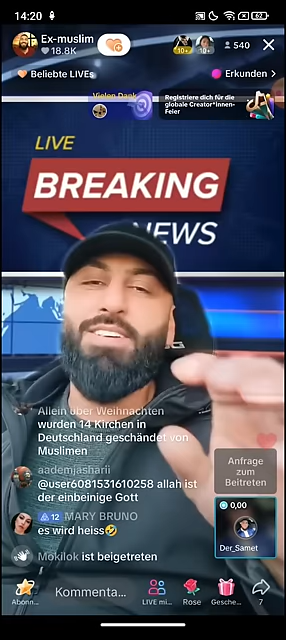 14:20
62
Ex-muslim
18.8K
10+
10+
540
Beliebte LIVEs
Erkunden >
Vielen Dank
Registriere dich für die
globale Creator*innen-
Feier
LIVE
BREAKING
NEWS
Allein über Weihnachten
wurden 14 Kirchen in
Deutschland geschändet von
Muslimen
aademjasharii
@user6081531610258 allah ist
der einbeinige Gott
12 MARY BRUNO
es wird heiss🤣
Mokilok ist beigetreten
Anfrage
zum
Beitreten
0,00
Der_Samet
Kommenta...
Abonn...
LIVE mi...
Rose
Gesche...
7